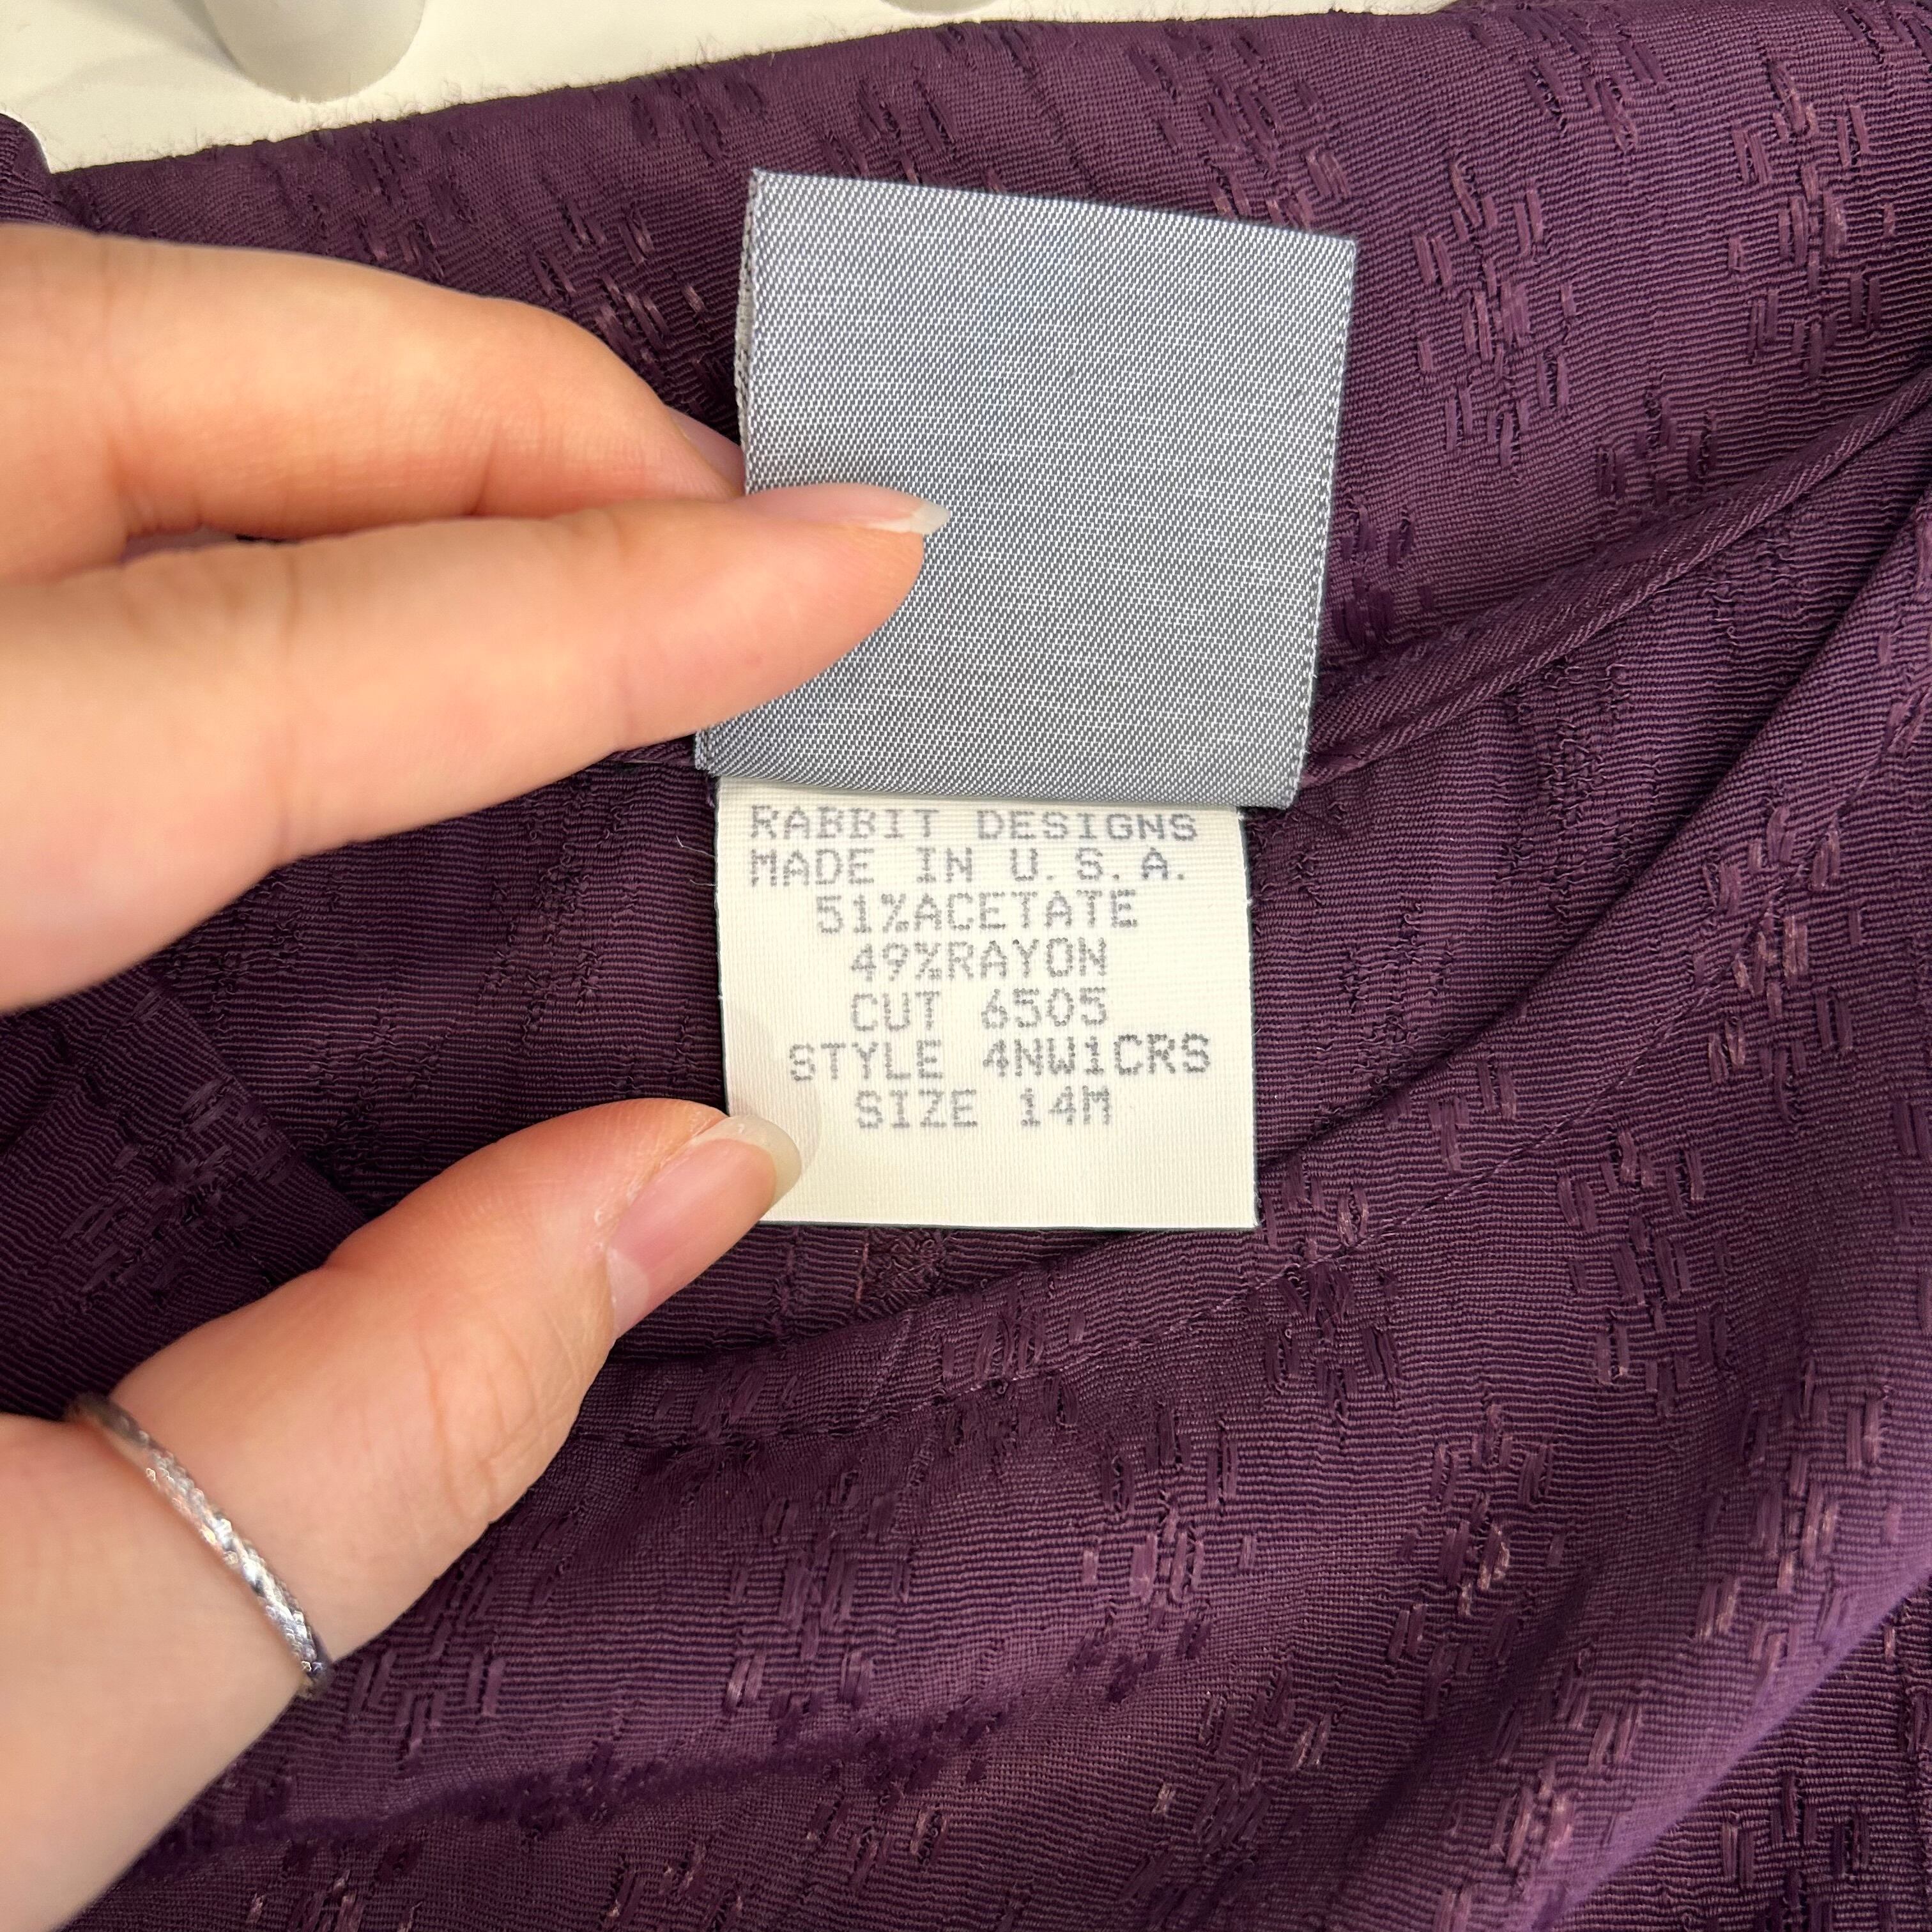 RABBIT DESIGNS
MADE IN U.S.A.
51%ACETATE
49%RAYON
CUT 6505
STYLE 4NW1CRS
SIZE 14M